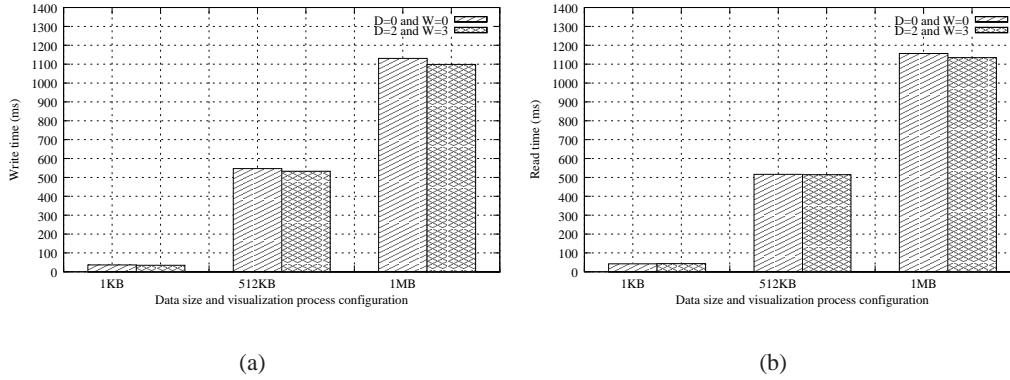 1400
1300
1200
1100
1000
900
800
700
600
500
400
300
200
100
0
Write time (ms)
D=0 and W=0
D=2 and W=3
1KB 512KB 1MB
Data size and visualization process configuration
(a)
1400
1300
1200
1100
1000
900
800
700
600
500
400
300
200
100
0
Read time (ms)
D=0 and W=0
D=2 and W=3
1KB 512KB 1MB
Data size and visualization process configuration
(b)